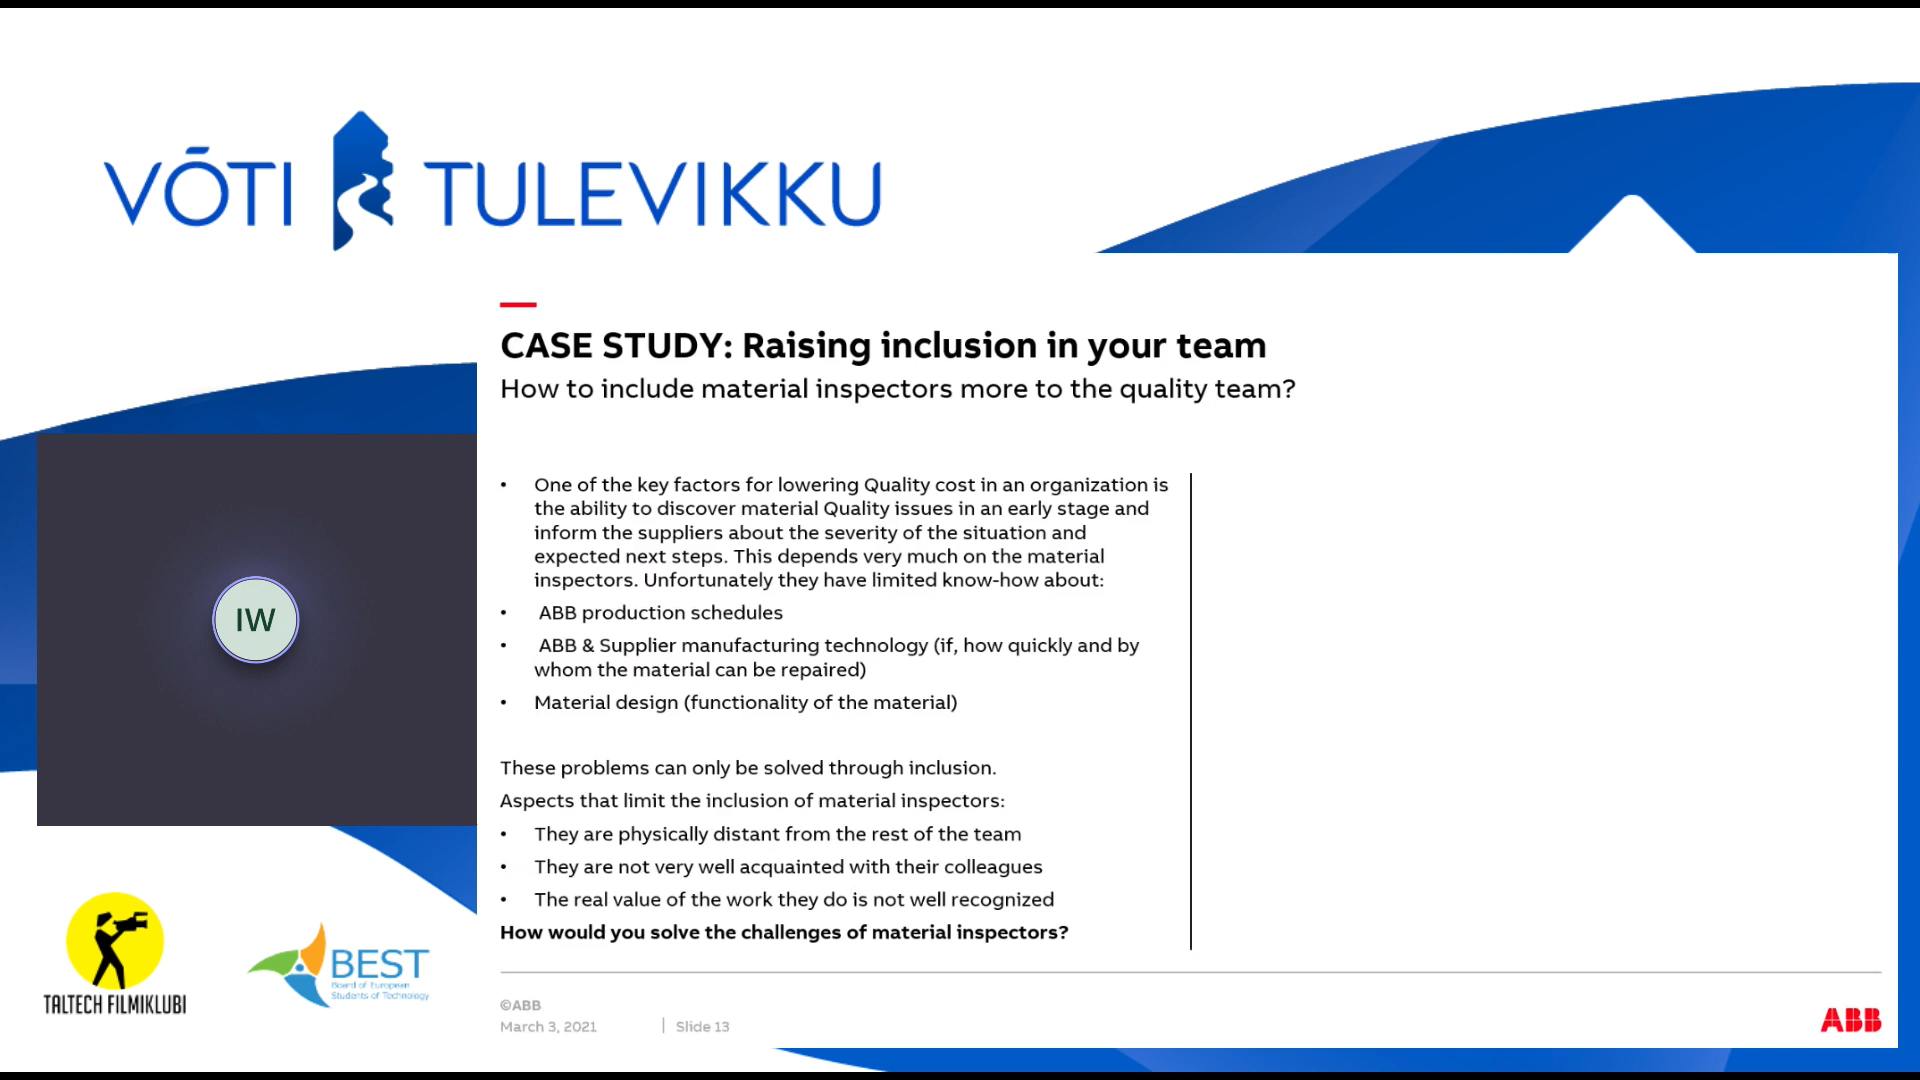 VÕTI TULEVIKKU
CASE STUDY: Raising inclusion in your team
How to include material inspectors more to the quality team?
• One of the key factors for lowering Quality cost in an organization is
the ability to discover material Quality issues in an early stage and
inform the suppliers about the severity of the situation and
expected next steps. This depends very much on the material
inspectors. Unfortunately they have limited know-how about:
• ABB production schedules
• ABB & Supplier manufacturing technology (if, how quickly and by
whom the material can be repaired)
• Material design (functionality of the material)
These problems can only be solved through inclusion.
Aspects that limit the inclusion of material inspectors:
• They are physically distant from the rest of the team
• They are not very well acquainted with their colleagues
• The real value of the work they do is not well recognized
How would you solve the challenges of material inspectors?
©ABB
March 3, 2021 | Slide 13
ABB
IW
TALTECH FILMIKLUBI
BEST
Board of European
Students of Technology